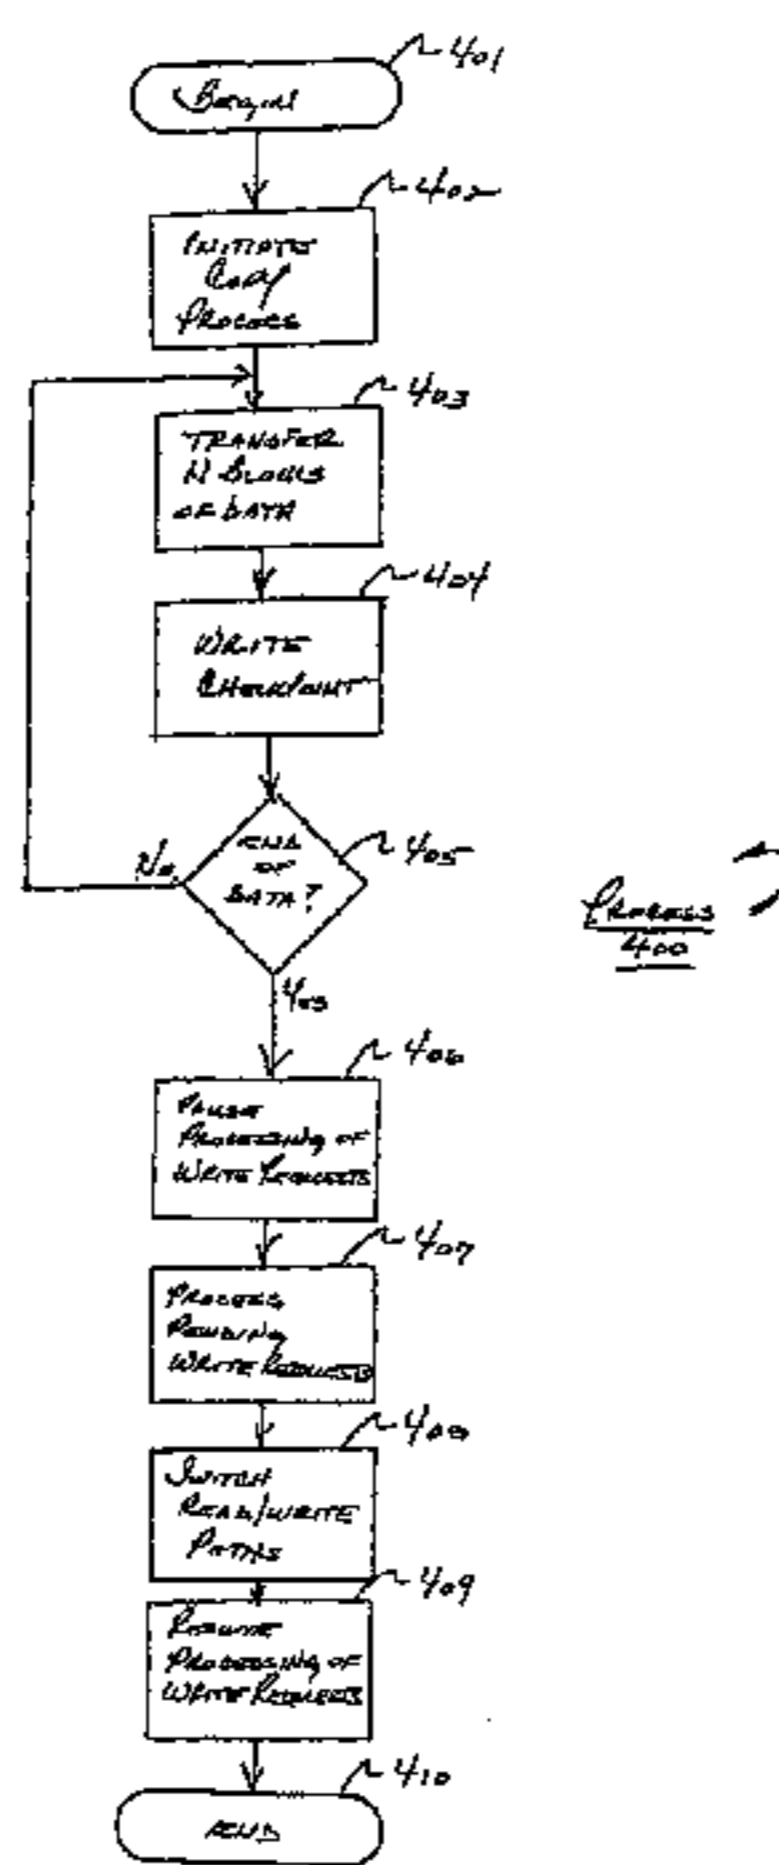 401
Begin
402
INITIATE
COPY
PROCESS
403
TRANSFER
N BLOCKS
OF DATA
404
WRITE
CHECKPOINT
END
OF
DATA?
405
No
Yes
PROCESS
400
406
PAUSE
PROCESSING OF
WRITE REQUESTS
407
PROCESS
PENDING
WRITE REQUESTS
408
SWITCH
READ/WRITE
PATHS
409
RESUME
PROCESSING OF
WRITE REQUESTS
410
END